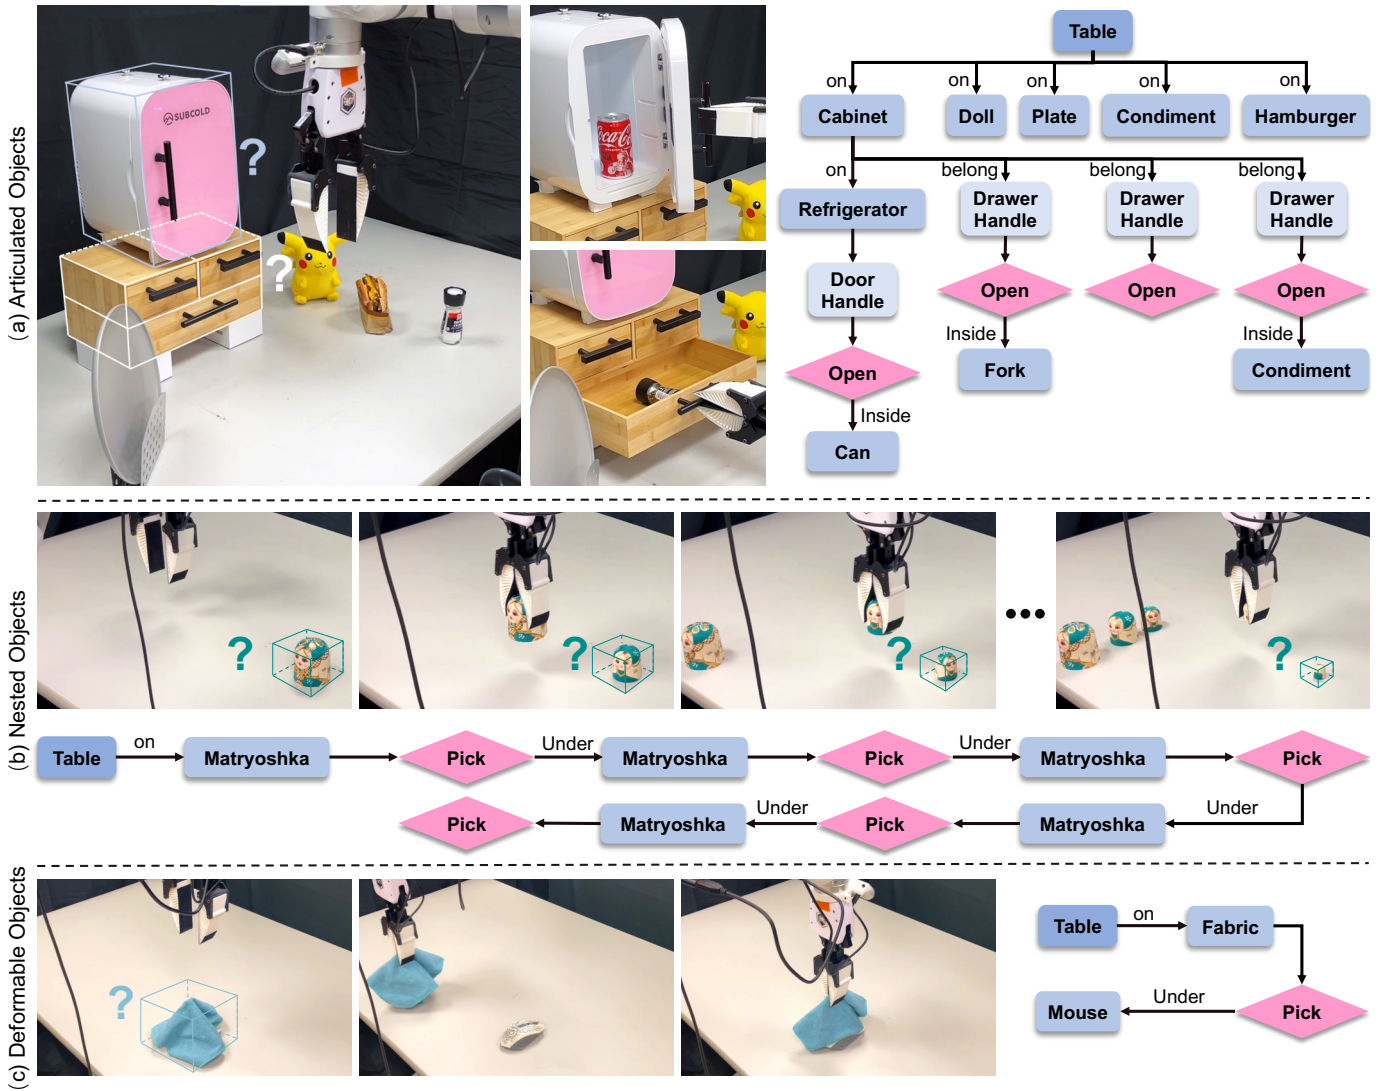 (a) Articulated Objects
SUBCOLD
?
?
Coca-Cola
Table
on
on
on
on
on
Cabinet
Doll
Plate
Condiment
Hamburger
on
belong
belong
belong
Refrigerator
Drawer
Handle
Drawer
Handle
Drawer
Handle
Door
Handle
Open
Open
Open
Inside
Inside
Fork
Condiment
Open
Inside
Can
(b) Nested Objects
?
?
?
?
Table
on
Matryoshka
Pick
Under
Matryoshka
Pick
Under
Matryoshka
Pick
Under
Matryoshka
Pick
Under
Matryoshka
Pick
(c) Deformable Objects
?
Table
on
Fabric
Pick
Under
Mouse